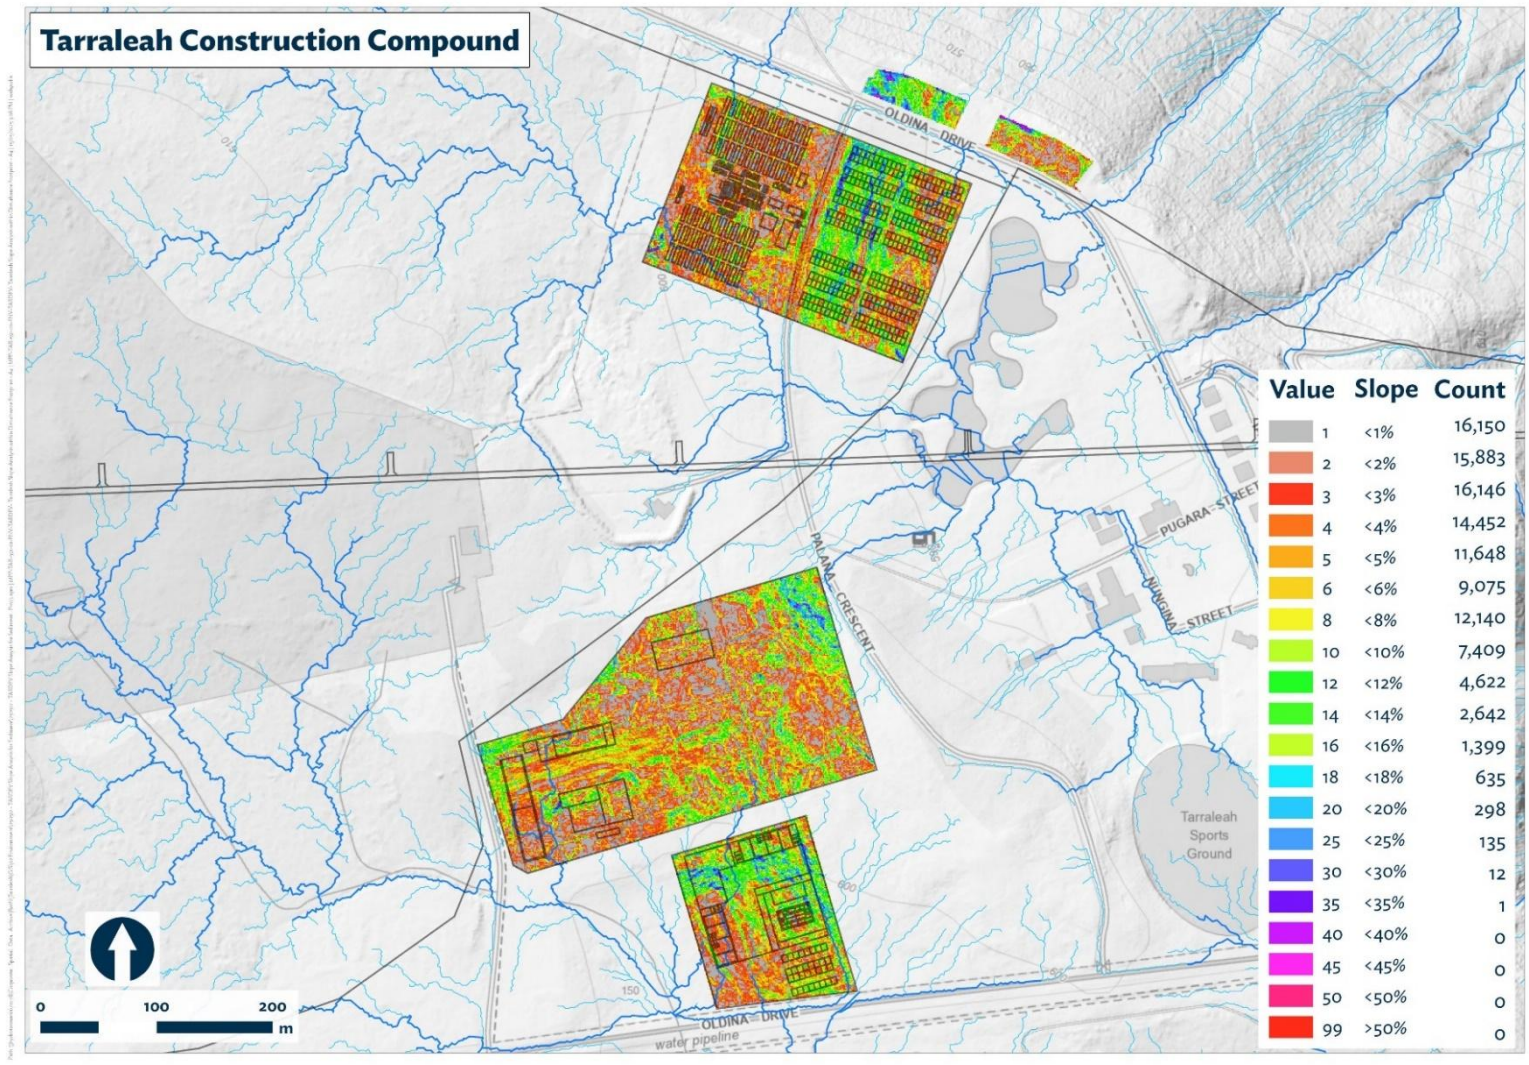 Tarraleah Construction Compound
570
OLDINA DRIVE
610
600
Value Slope Count
1 <1% 16,150
2 <2% 15,883
3 <3% 16,146
4 <4% 14,452
5 <5% 11,648
6 <6% 9,075
8 <8% 12,140
10 <10% 7,409
12 <12% 4,622
14 <14% 2,642
16 <16% 1,399
18 <18% 635
20 <20% 298
25 <25% 135
30 <30% 12
35 <35% 1
40 <40% 0
45 <45% 0
50 <50% 0
99 >50% 0
PUGARA STREET
PALANA CRESCENT
NUNGINA STREET
Tarraleah
Sports
Ground
600
150
OLDINA DRIVE
water pipeline
0 100 200
m